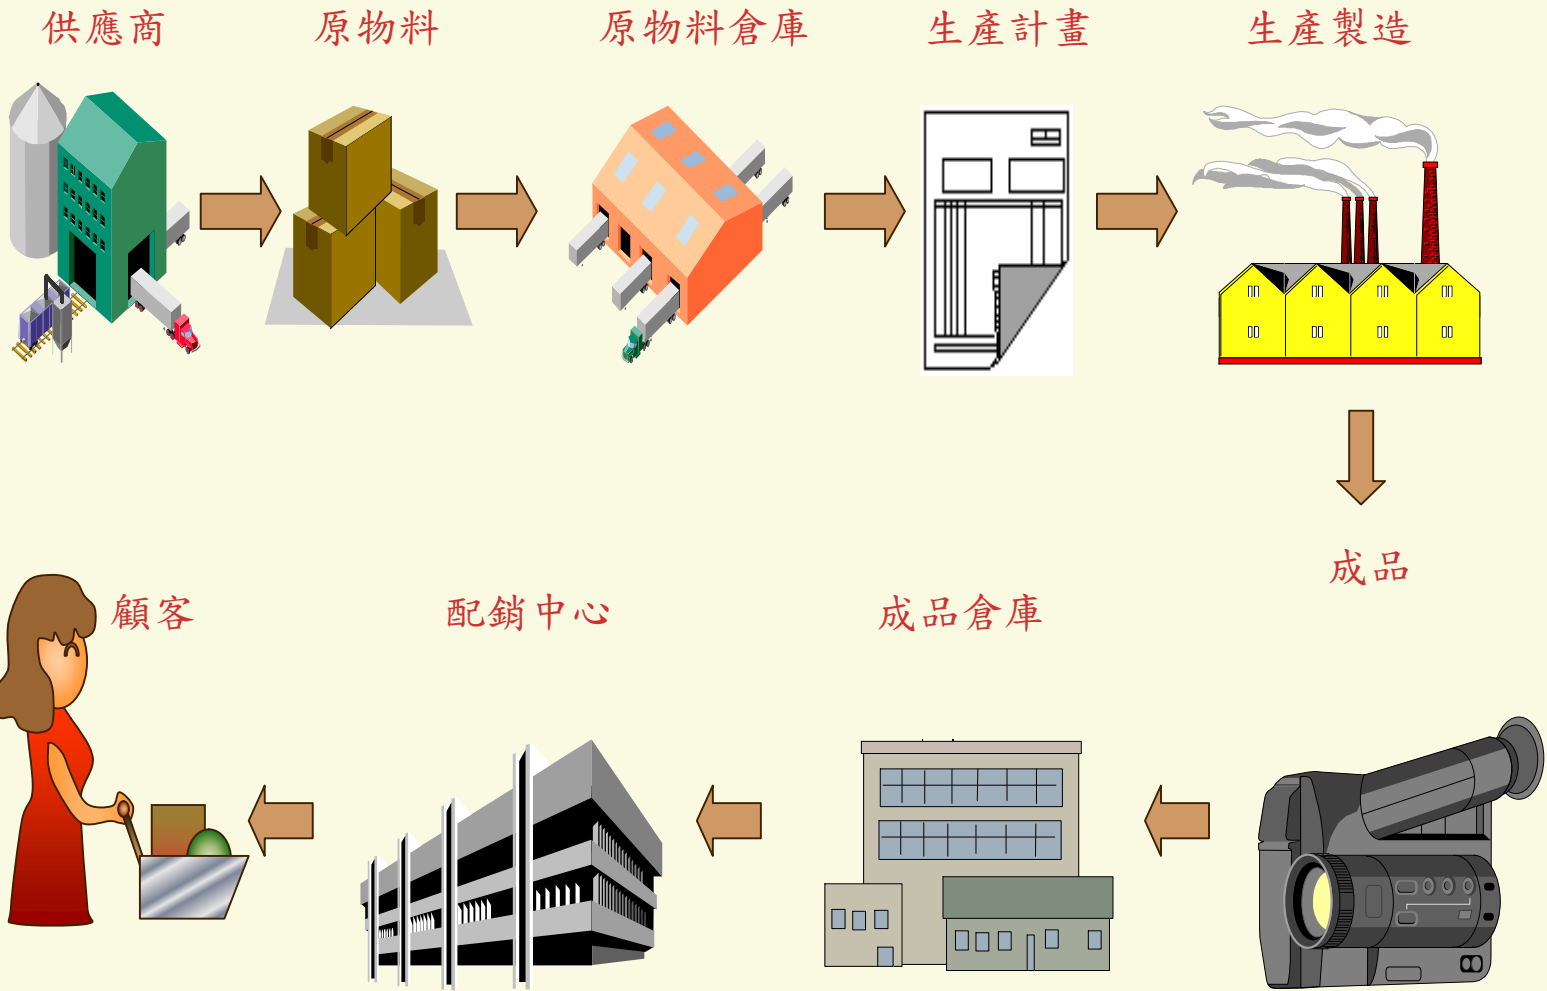 供應商
原物料
原物料倉庫
生產計畫
生產製造
成品
顧客
配銷中心
成品倉庫